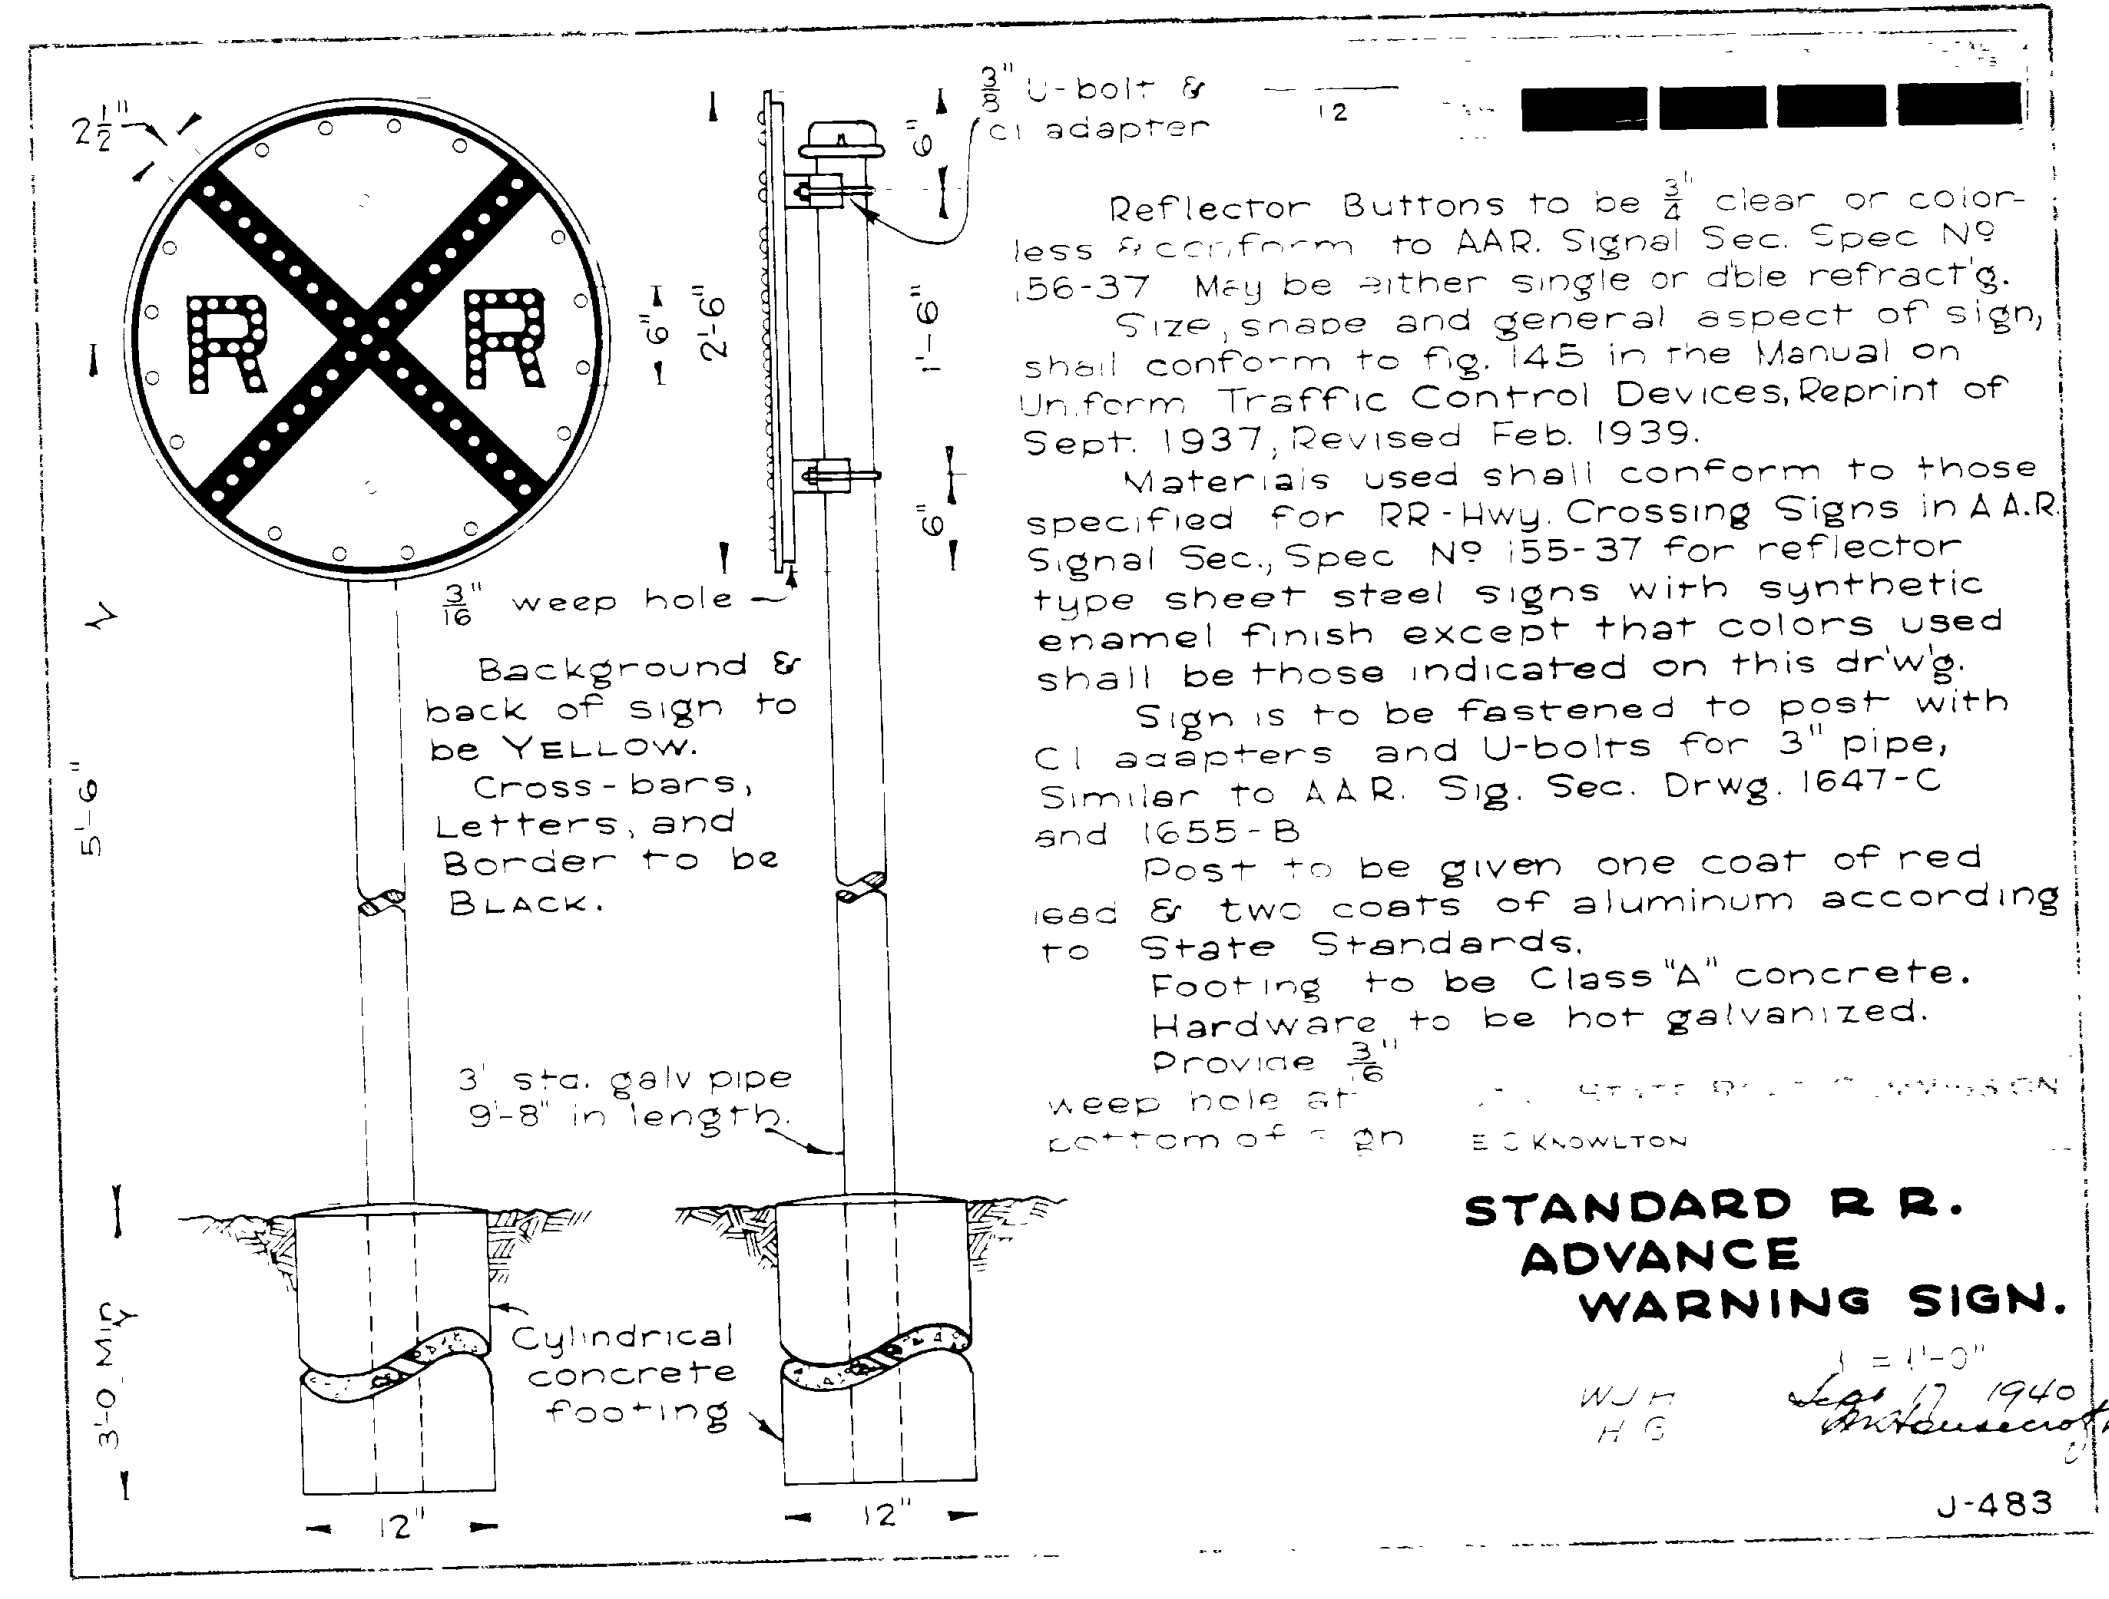 2½"
R R
6"
2'-6"
5'-6"
3'-0 Min
12"
3/16" weep hole
Background &
back of sign to
be YELLOW.
Cross-bars,
Letters, and
Border to be
BLACK.
3" std. galv pipe
9'-8" in length.
Cylindrical
concrete
footing
12"
3/8" U-bolt &
CI adapter
6"
1'-6"
6"
12
Reflector Buttons to be 3/4" clear or color-
less & conform to AAR. Signal Sec. Spec Nº
156-37 May be either single or d'ble refract'g.
Size, shape and general aspect of sign,
shall conform to fig. 145 in the Manual on
Uniform Traffic Control Devices, Reprint of
Sept. 1937, Revised Feb. 1939.
Materials used shall conform to those
specified for RR-Hwy. Crossing Signs in A A.R.
Signal Sec., Spec Nº 155-37 for reflector
type sheet steel signs with synthetic
enamel finish except that colors used
shall be those indicated on this dr'w'g.
Sign is to be fastened to post with
CI adapters and U-bolts for 3" pipe,
Similar to AAR. Sig. Sec. Drwg. 1647-C
and 1655-B
Post to be given one coat of red
lead & two coats of aluminum according
to State Standards.
Footing to be Class "A" concrete.
Hardware to be hot galvanized.
Provide 3/16"
weep hole at
bottom of sign
KNOWLTON
STANDARD R R.
ADVANCE
WARNING SIGN.
1 = 1'-0"
WJH
H G
17 1940
J-483